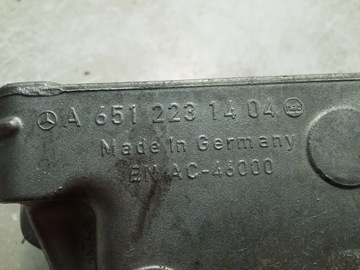 A 651 223 14 04
Made In Germany
EN AC-46000